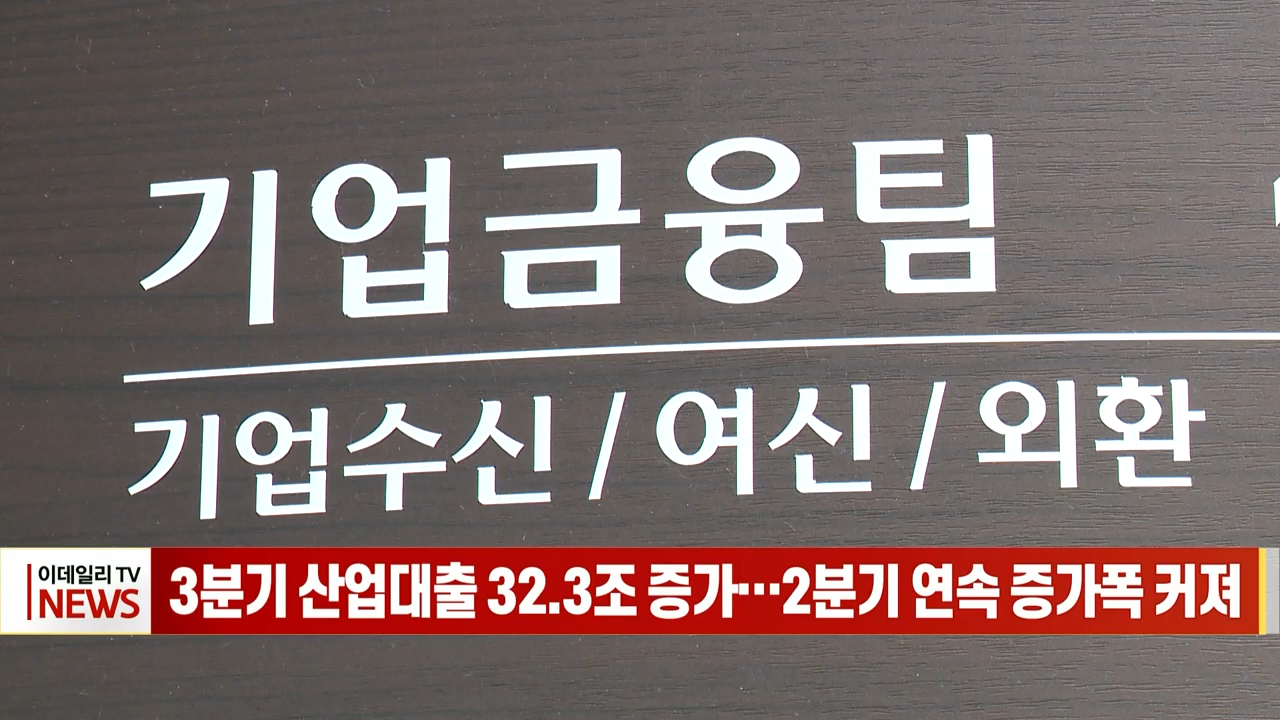 기업금융팀
기업수신 / 여신 / 외환
이데일리 TV
NEWS
3분기 산업대출 32.3조 증가…2분기 연속 증가폭 커져